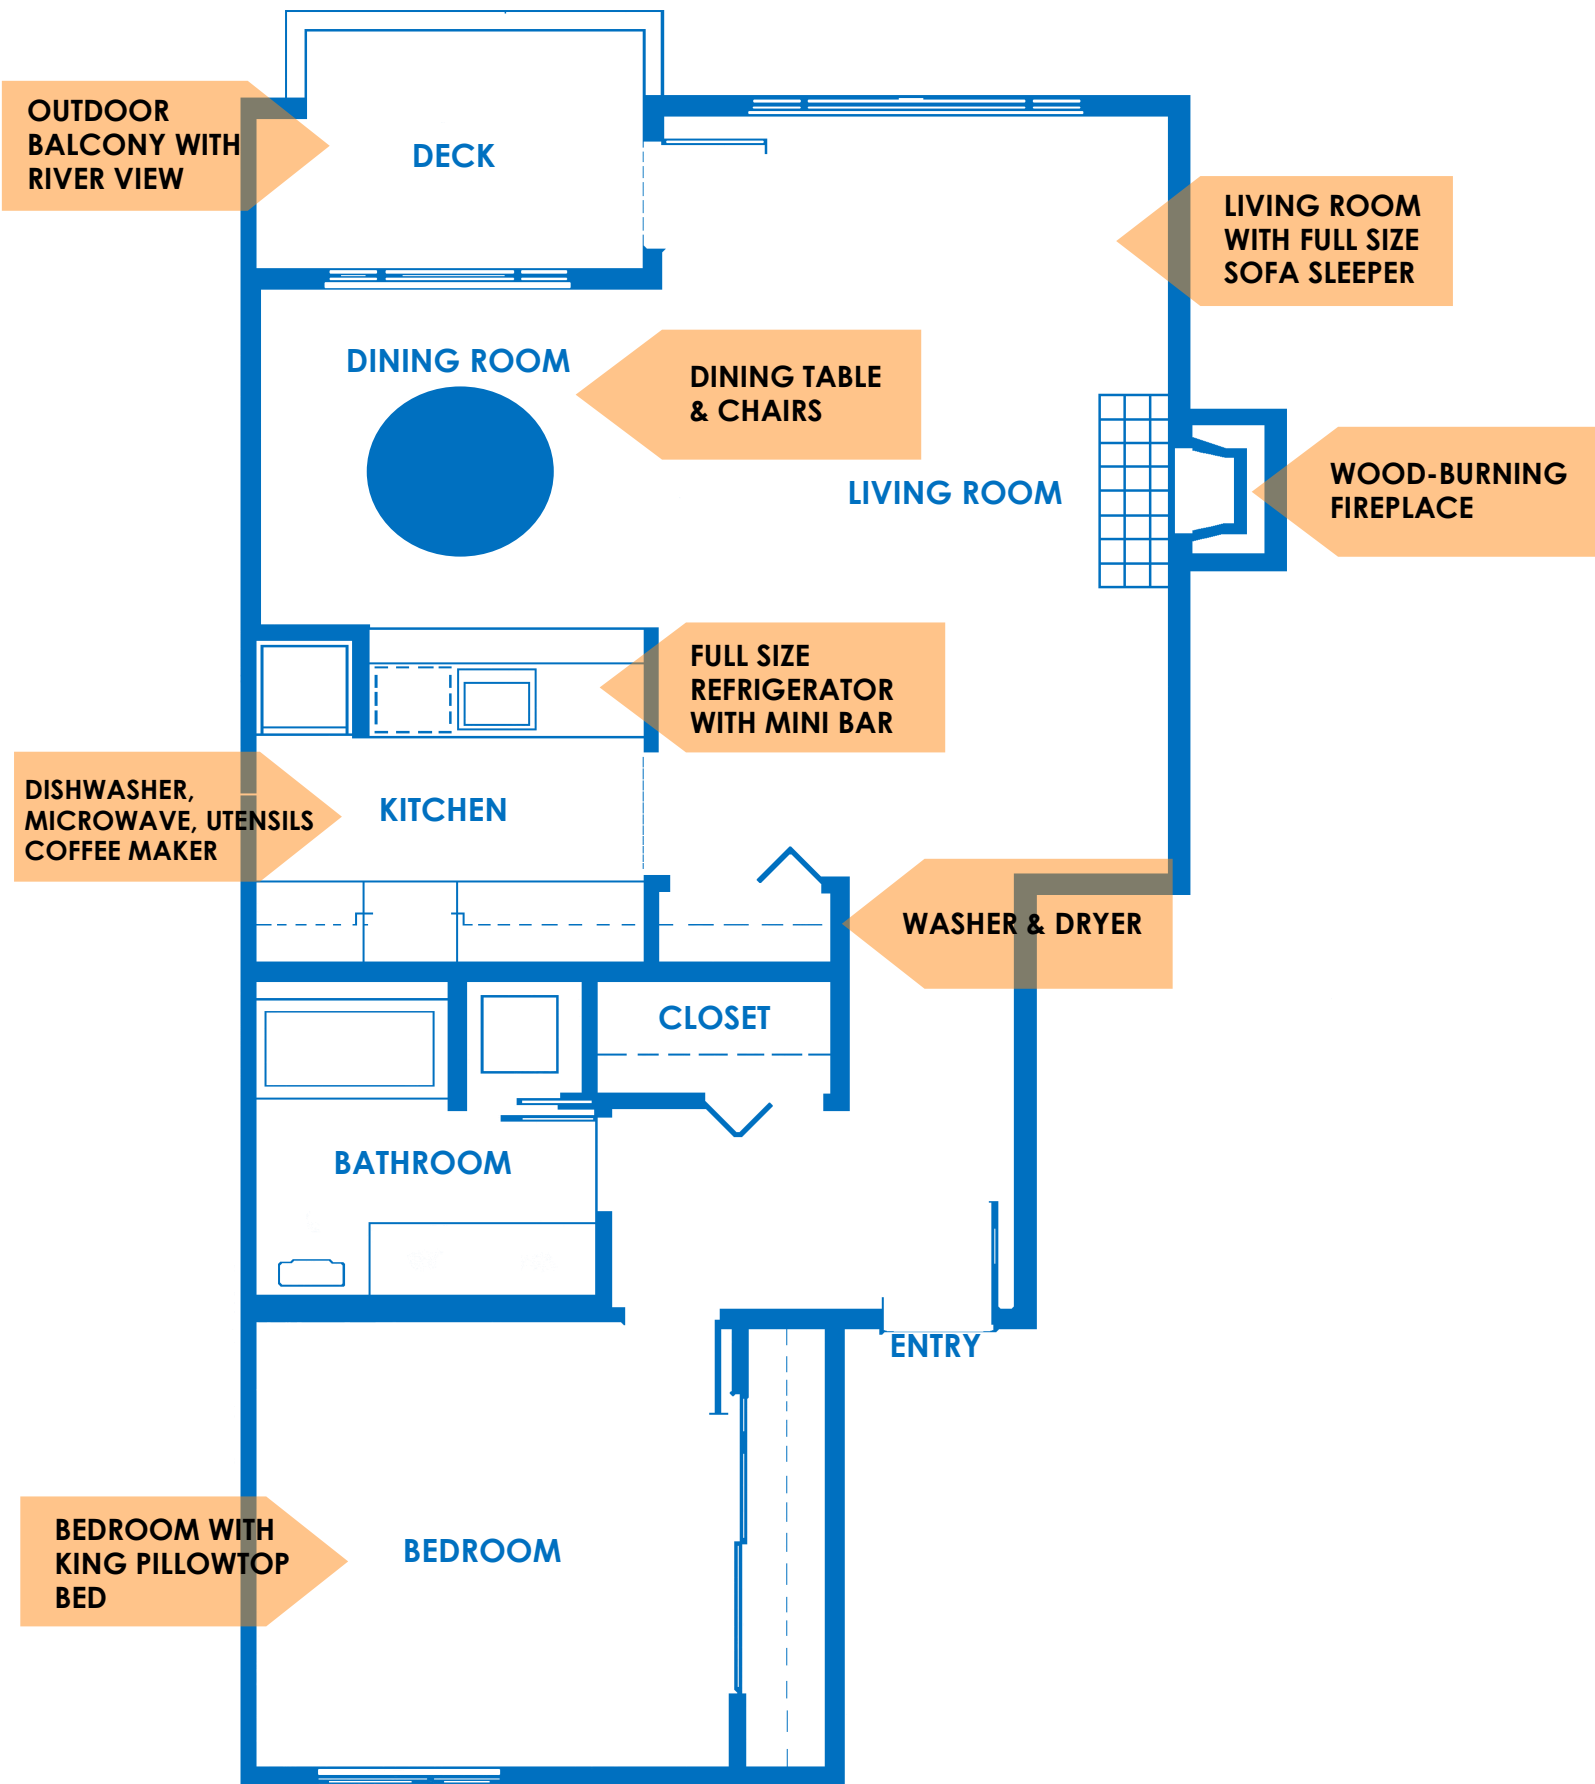 OUTDOOR
BALCONY WITH
RIVER VIEW
DECK
LIVING ROOM
WITH FULL SIZE
SOFA SLEEPER
DINING ROOM
DINING TABLE
& CHAIRS
LIVING ROOM
WOOD-BURNING
FIREPLACE
FULL SIZE
REFRIGERATOR
WITH MINI BAR
DISHWASHER,
MICROWAVE, UTENSILS
COFFEE MAKER
KITCHEN
WASHER & DRYER
CLOSET
BATHROOM
ENTRY
BEDROOM WITH
KING PILLOWTOP
BED
BEDROOM